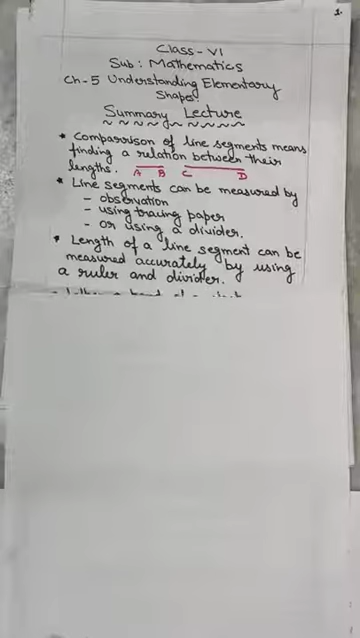 1.
Class - VI
Sub : Mathematics
Ch-5 Understanding Elementary
Shapes
Summary Lecture
* Comparison of line segments means
finding a relation between their
lengths. A B C D
* Line segments can be measured by
- observation
- using tracing paper
- or using a divider.
* Length of a line segment can be
measured accurately by using
a ruler and divider.